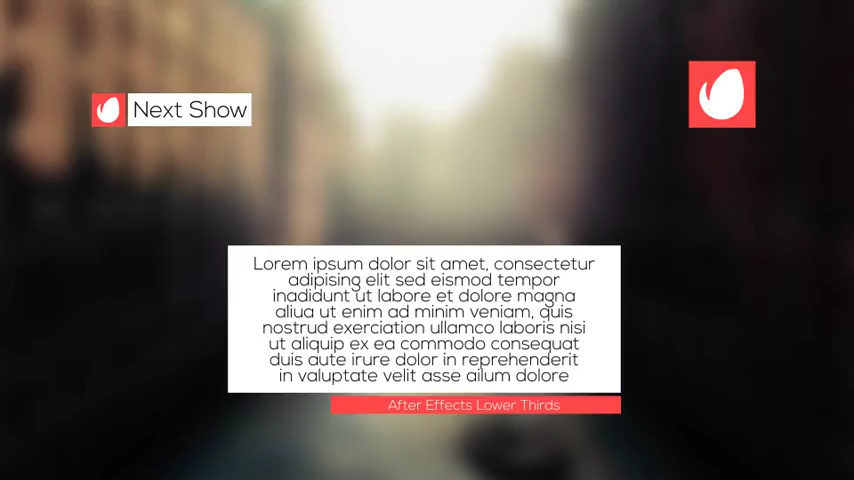 Next Show
Lorem ipsum dolor sit amet, consectetur
adipising elit sed eismod tempor
inadidunt ut labore et dolore magna
aliua ut enim ad minim veniam, quis
nostrud exerciation ullamco laboris nisi
ut aliquip ex ea commodo consequat
duis aute irure dolor in reprehenderit
in valuptate velit asse ailum dolore
After Effects Lower Thirds